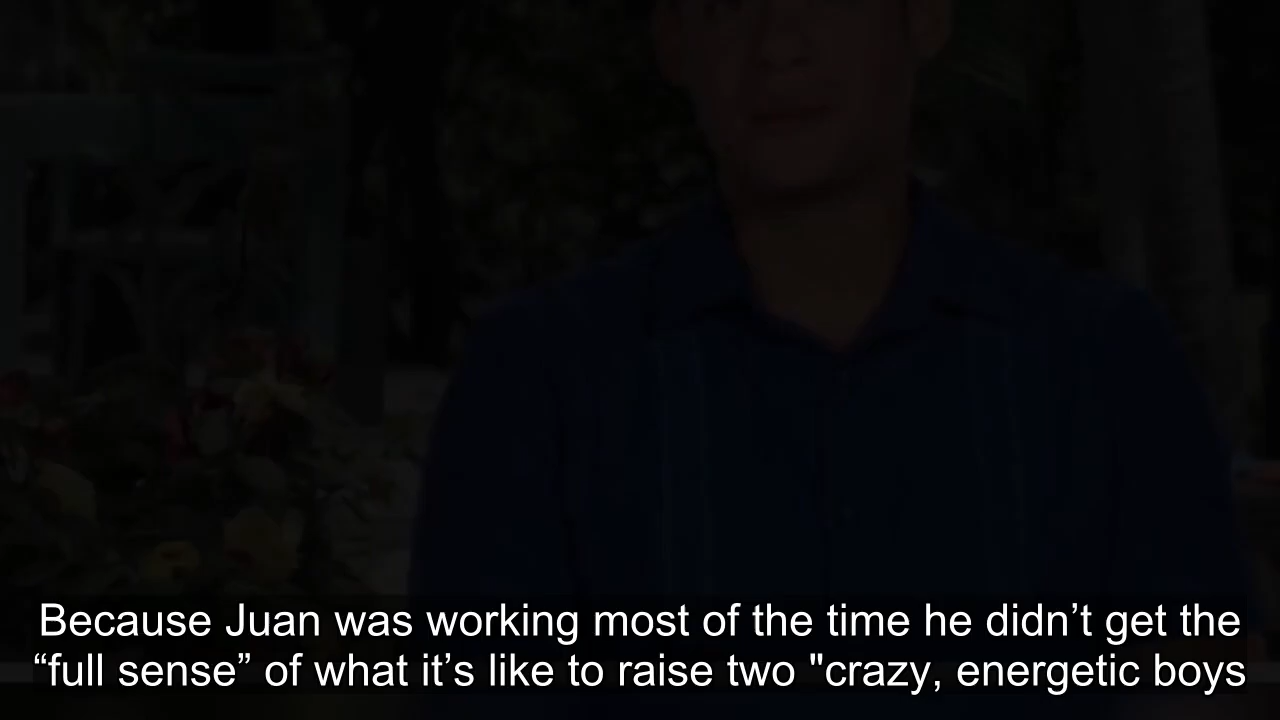 Because Juan was working most of the time he didn’t get the
“full sense” of what it’s like to raise two "crazy, energetic boys